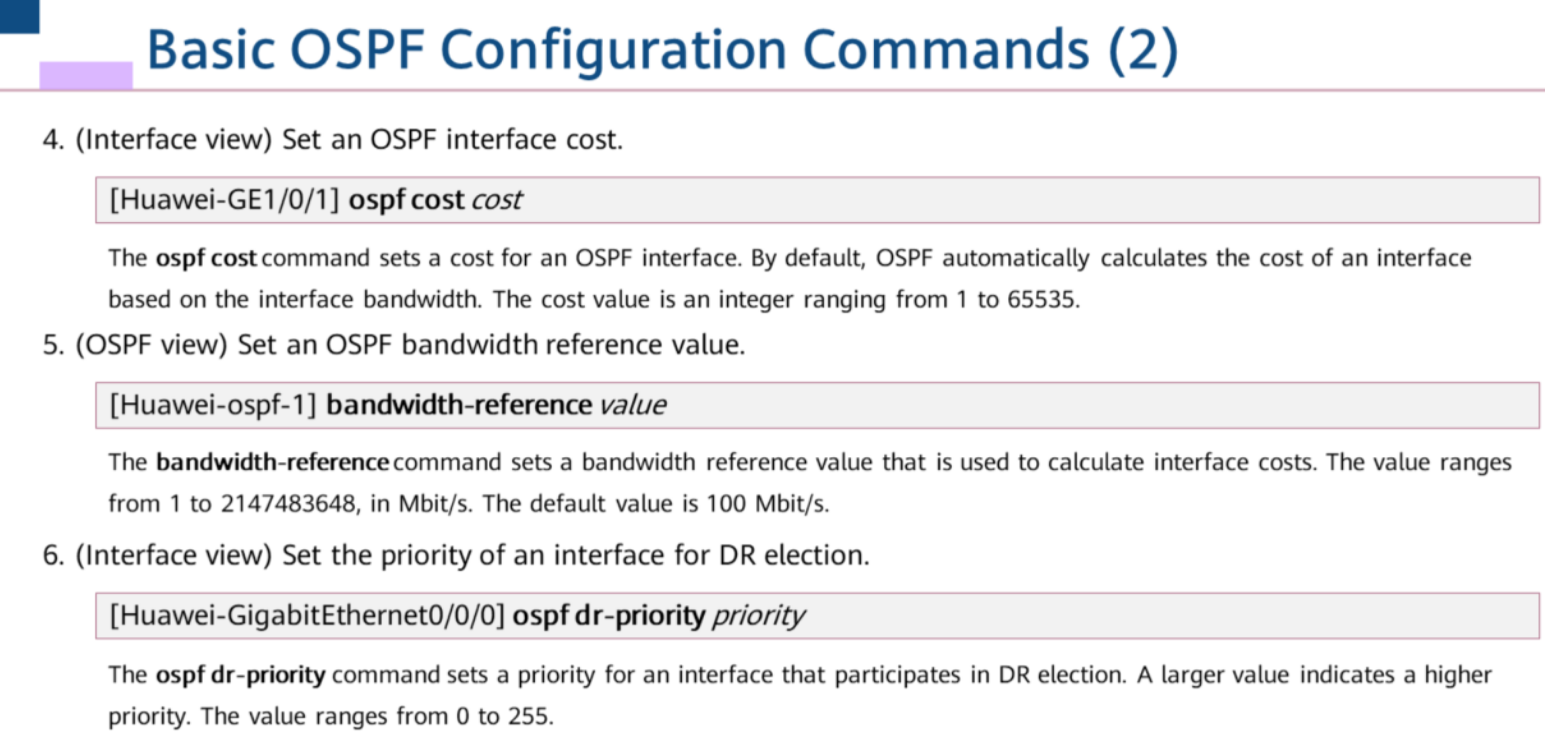 Basic OSPF Configuration Commands (2)
4. (Interface view) Set an OSPF interface cost.
[Huawei-GE1/0/1] ospf cost cost
The ospf cost command sets a cost for an OSPF interface. By default, OSPF automatically calculates the cost of an interface
based on the interface bandwidth. The cost value is an integer ranging from 1 to 65535.
5. (OSPF view) Set an OSPF bandwidth reference value.
[Huawei-ospf-1] bandwidth-reference value
The bandwidth-reference command sets a bandwidth reference value that is used to calculate interface costs. The value ranges
from 1 to 2147483648, in Mbit/s. The default value is 100 Mbit/s.
6. (Interface view) Set the priority of an interface for DR election.
[Huawei-GigabitEthernet0/0/0] ospf dr-priority priority
The ospf dr-priority command sets a priority for an interface that participates in DR election. A larger value indicates a higher
priority. The value ranges from 0 to 255.